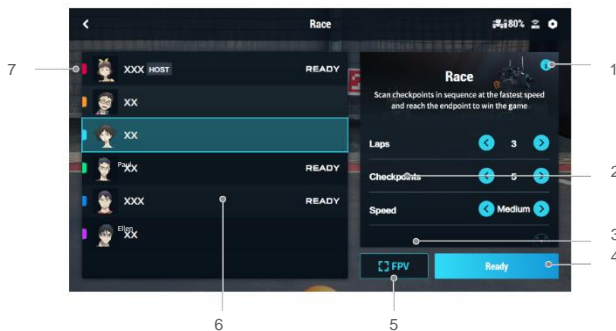 Race
80%
7
XXX HOST READY
XX
XX
Paul
XX READY
XXX READY
Ellen
XX
Race
Scan checkpoints in sequence at the fastest speed
and reach the endpoint to win the game
Laps 3
Checkpoints 5
Speed Medium
FPV Ready
1
2
3
4
5
6